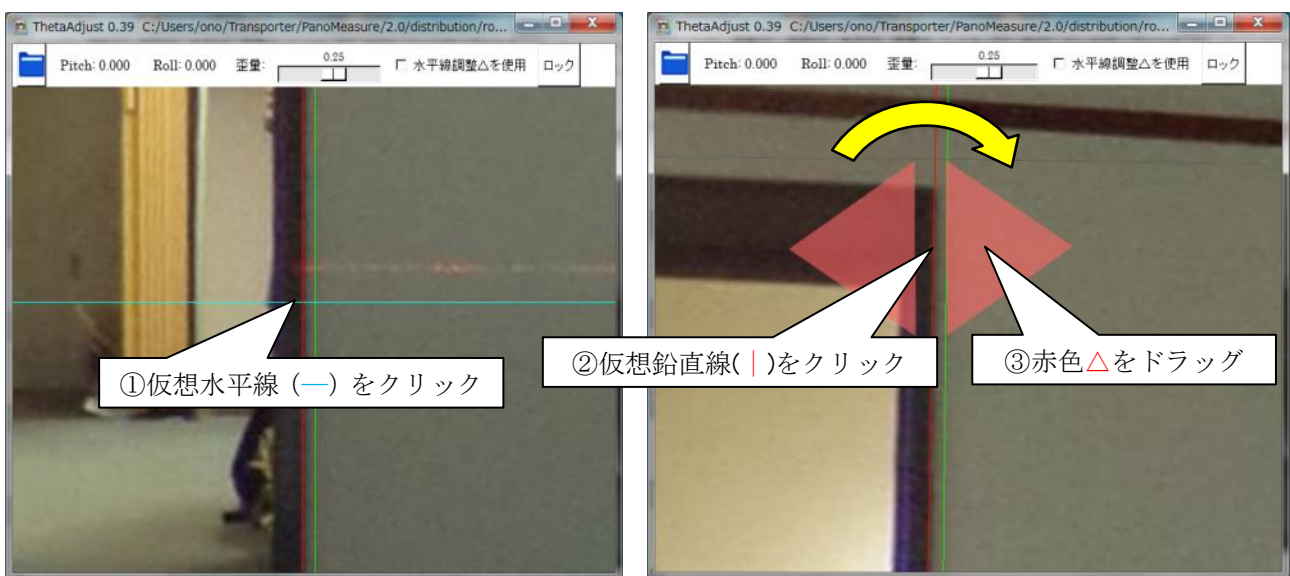 ThetaAdjust 0.39 C:/Users/ono/Transporter/PanoMeasure/2.0/distribution/ro...
Pitch: 0.000 Roll: 0.000 歪量: 0.25 水平線調整△を使用 ロック
①仮想水平線 (―) をクリック
ThetaAdjust 0.39 C:/Users/ono/Transporter/PanoMeasure/2.0/distribution/ro...
Pitch: 0.000 Roll: 0.000 歪量: 0.25 水平線調整△を使用 ロック
②仮想鉛直線(｜)をクリック
③赤色△をドラッグ